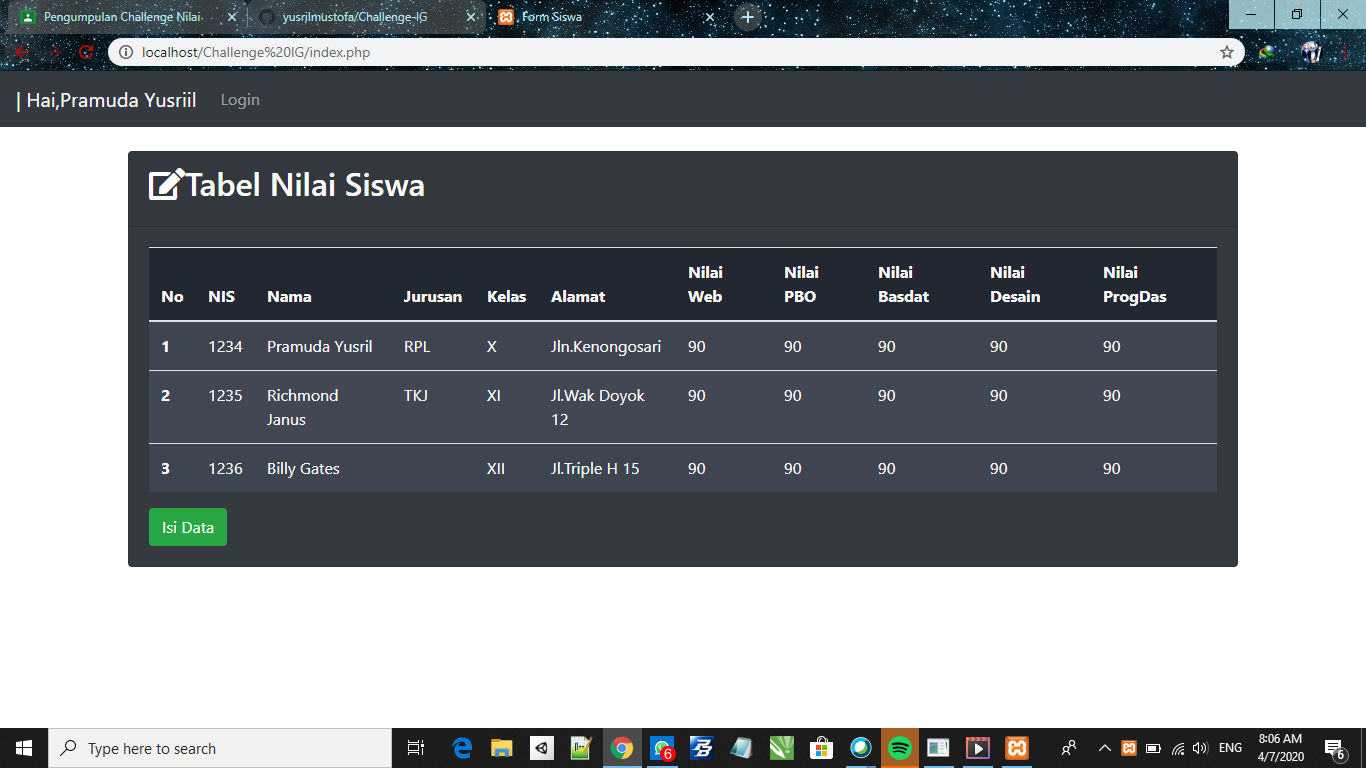 Pengumpulan Challenge Nilai
yusrilmustofa/Challenge-IG
Form Siswa
localhost/Challenge%20IG/index.php
| Hai,Pramuda Yusriil Login
Tabel Nilai Siswa
No NIS Nama Jurusan Kelas Alamat Nilai Web Nilai PBO Nilai Basdat Nilai Desain Nilai ProgDas
1 1234 Pramuda Yusril RPL X Jln.Kenongosari 90 90 90 90 90
2 1235 Richmond Janus TKJ XI Jl.Wak Doyok 12 90 90 90 90 90
3 1236 Billy Gates XII Jl.Triple H 15 90 90 90 90 90
Isi Data
Type here to search
6
ENG
8:06 AM
4/7/2020
6